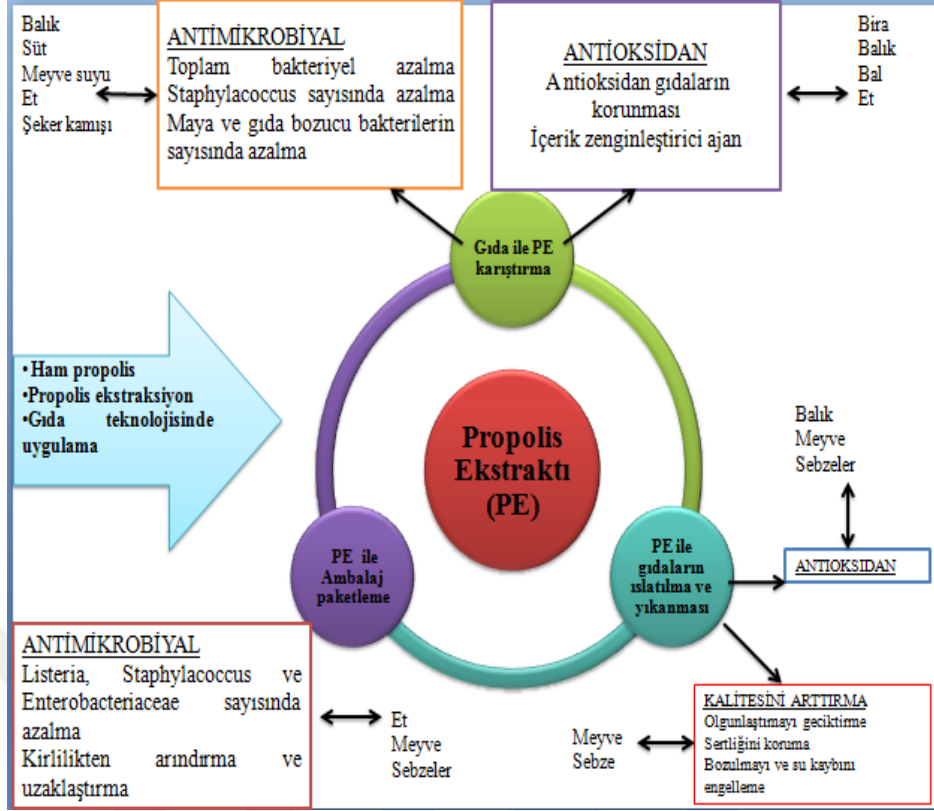 Balık
Süt
Meyve suyu
Et
Şeker kamışı
ANTİMİKROBİYAL
Toplam bakteriyel azalma
Staphylacoccus sayısında azalma
Maya ve gıda bozucu bakterilerin
sayısında azalma
ANTİOKSİDAN
Antioksidan gıdaların
korunması
İçerik zenginleştirici ajan
Bira
Balık
Bal
Et
Gıda ile PE
karıştırma
•Ham propolis
•Propolis ekstraksiyon
•Gıda teknolojisinde
uygulama
Propolis
Ekstraktı
(PE)
Balık
Meyve
Sebzeler
PE ile
Ambalaj
paketleme
PE ile
gıdaların
ıslatılma ve
yıkanması
ANTIOKSIDAN
ANTİMİKROBİYAL
Listeria, Staphylacoccus ve
Enterobacteriaceae sayısında
azalma
Kirlilikten arındırma ve
uzaklaştırma
Et
Meyve
Sebzeler
Meyve
Sebze
KALİTESİNİ ARTTIRMA
Olgunlaştımayı geciktirme
Sertliğini koruma
Bozulmayı ve su kaybını
engelleme